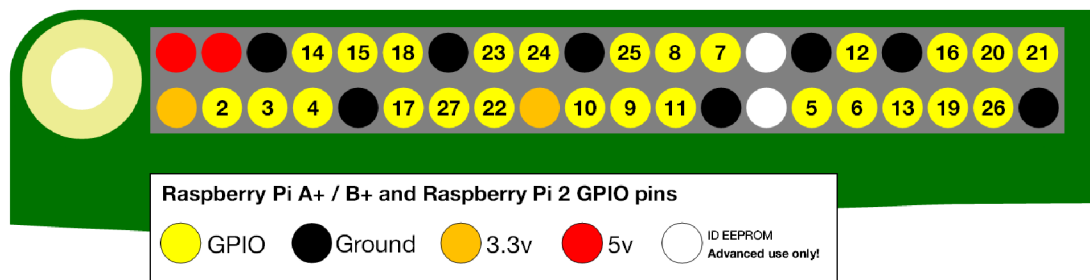 14 15 18 23 24 25 8 7 12 16 20 21
2 3 4 17 27 22 10 9 11 5 6 13 19 26
Raspberry Pi A+ / B+ and Raspberry Pi 2 GPIO pins
GPIO Ground 3.3v 5v ID EEPROM
Advanced use only!